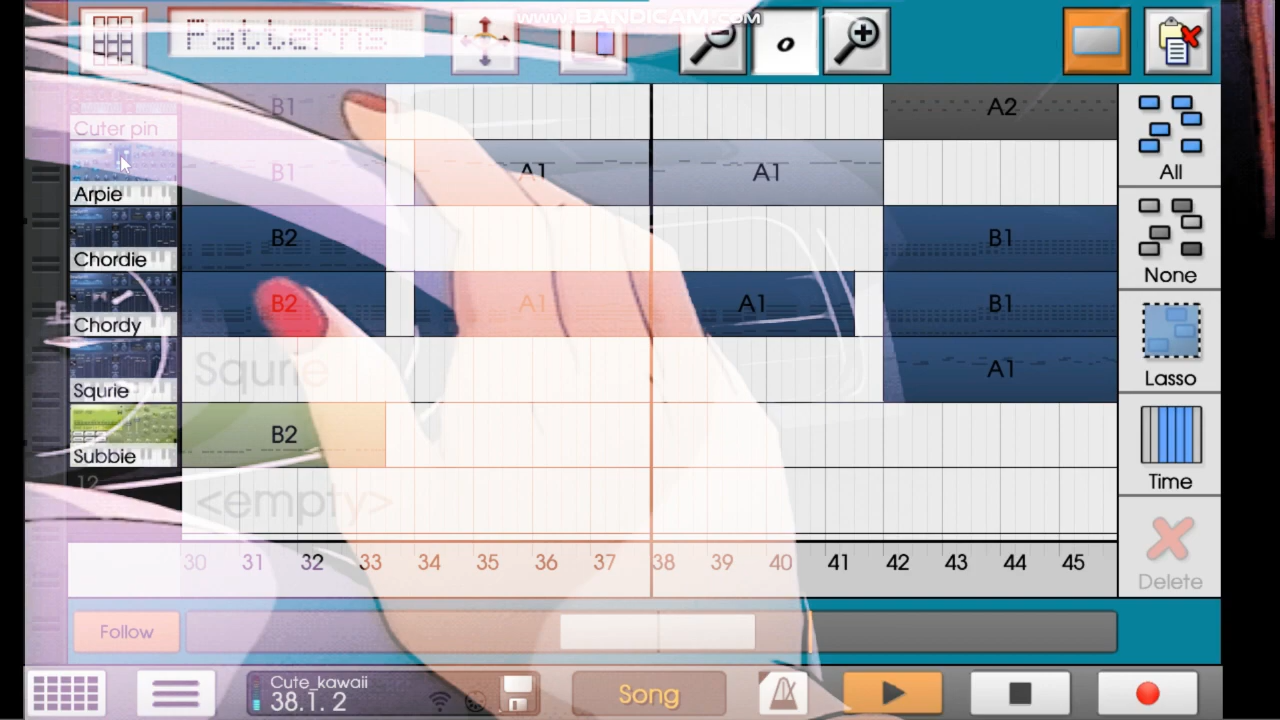 www.BANDICAM.com
Patterns
Cuter pin
B1
A2
All
Arpie
B1
A1
A1
Chordie
B2
B1
None
Chordy
B2
A1
A1
B1
Squrie
Squrie
A1
Lasso
Subbie
B2
Time
12
<empty>
30 31 32 33 34 35 36 37 38 39 40 41 42 43 44 45
Delete
Follow
Cute_kawaii
38.1. 2
Song